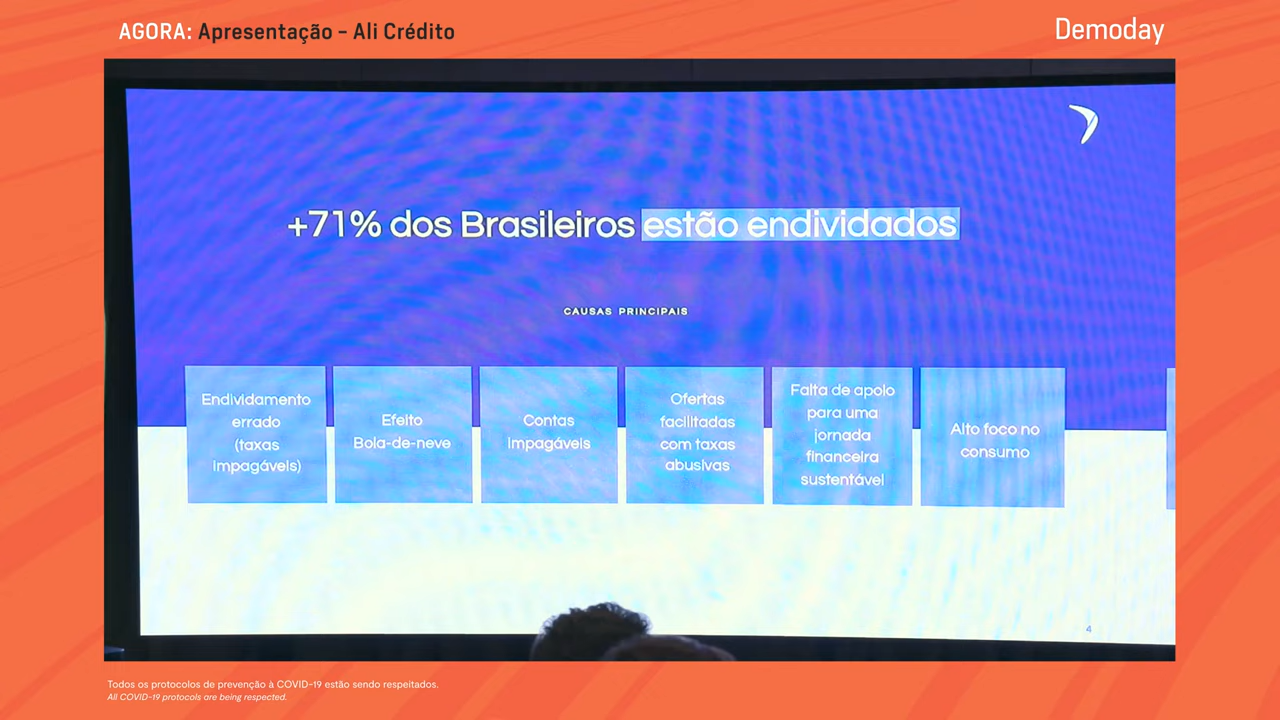 AGORA: Apresentação - Ali Crédito
Demoday
+71% dos Brasileiros estão endividados
CAUSAS PRINCIPAIS
Endividamento
errado
(taxas
impagáveis)
Efeito
Bola-de-neve
Contas
impagáveis
Ofertas
facilitadas
com taxas
abusivas
Falta de apoio
para uma
jornada
financeira
sustentável
Alto foco no
consumo
4
Todos os protocolos de prevenção à COVID-19 estão sendo respeitados.
All COVID-19 protocols are being respected.